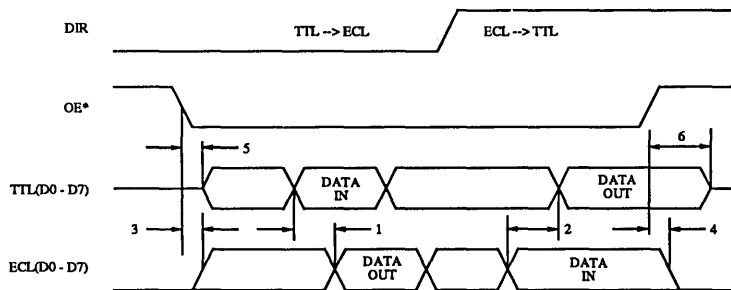 DIR
TTL --> ECL
ECL --> TTL
OE*
5
6
TTL(D0 - D7)
DATA
IN
DATA
OUT
3
1
2
4
ECL(D0 - D7)
DATA
OUT
DATA
IN